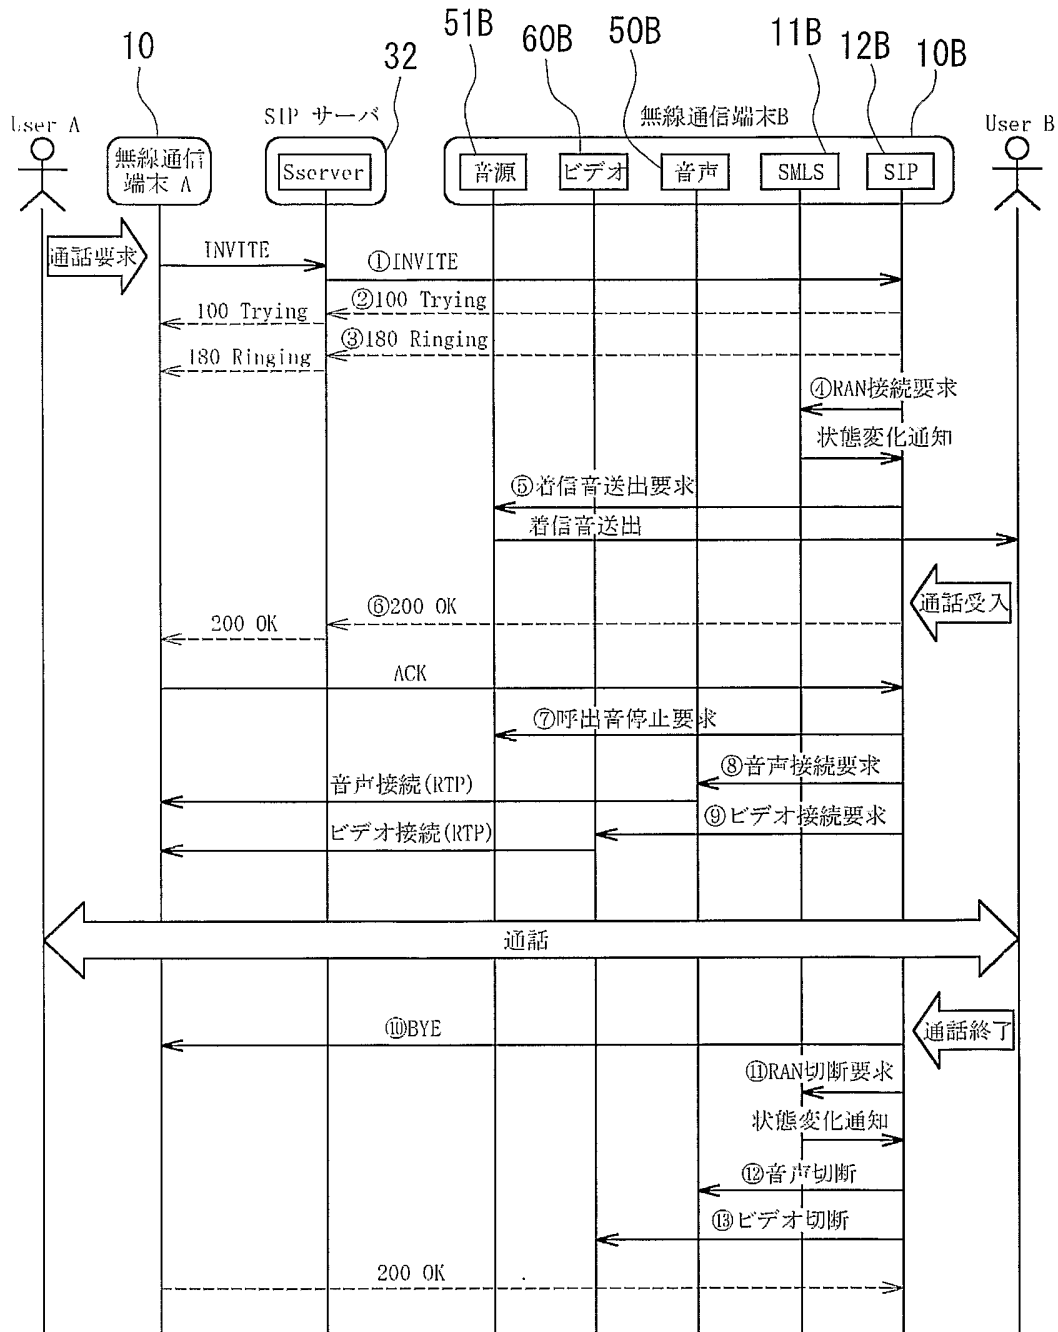 51B
60B
50B
11B
12B
10B
10
32
User A
SIP サーバ
無線通信端末B
User B
無線通信
端末 A
Sserver
音源
ビデオ
音声
SMLS
SIP
通話要求
INVITE
①INVITE
②100 Trying
100 Trying
③180 Ringing
180 Ringing
④RAN接続要求
状態変化通知
⑤着信音送出要求
着信音送出
通話受入
⑥200 OK
200 OK
ACK
⑦呼出音停止要求
⑧音声接続要求
音声接続(RTP)
⑨ビデオ接続要求
ビデオ接続(RTP)
通話
通話終了
⑩BYE
⑪RAN切断要求
状態変化通知
⑫音声切断
⑬ビデオ切断
200 OK